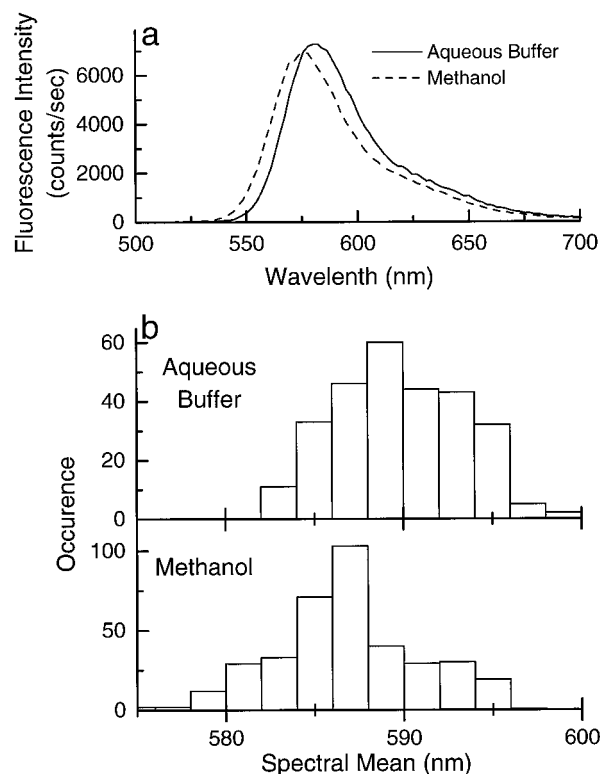 a
Fluorescence Intensity
(counts/sec)
6000
4000
2000
0
Aqueous Buffer
Methanol
500 550 600 650 700
Wavelenth (nm)
b
Occurence
60
40
20
0
Aqueous
Buffer
100
50
0
Methanol
580 590 600
Spectral Mean (nm)